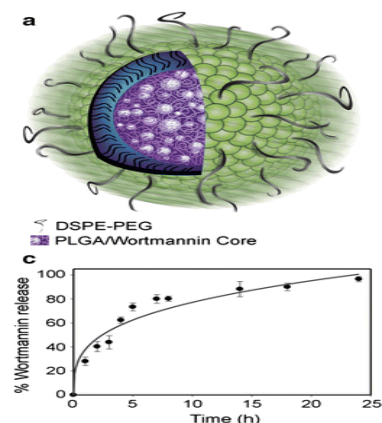 a
DSPE-PEG
PLGA/Wortmannin Core
c
% Wortmannin release
100
80
60
40
20
0
0 5 10 15 20 25
Time (h)